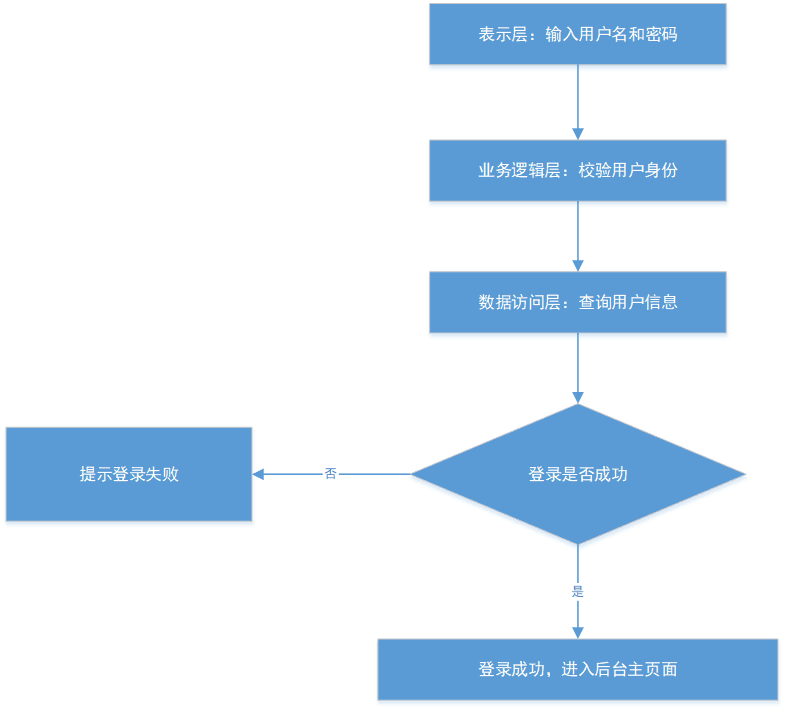 表示层：输入用户名和密码
业务逻辑层：校验用户身份
数据访问层：查询用户信息
登录是否成功
否
提示登录失败
是
登录成功，进入后台主页面